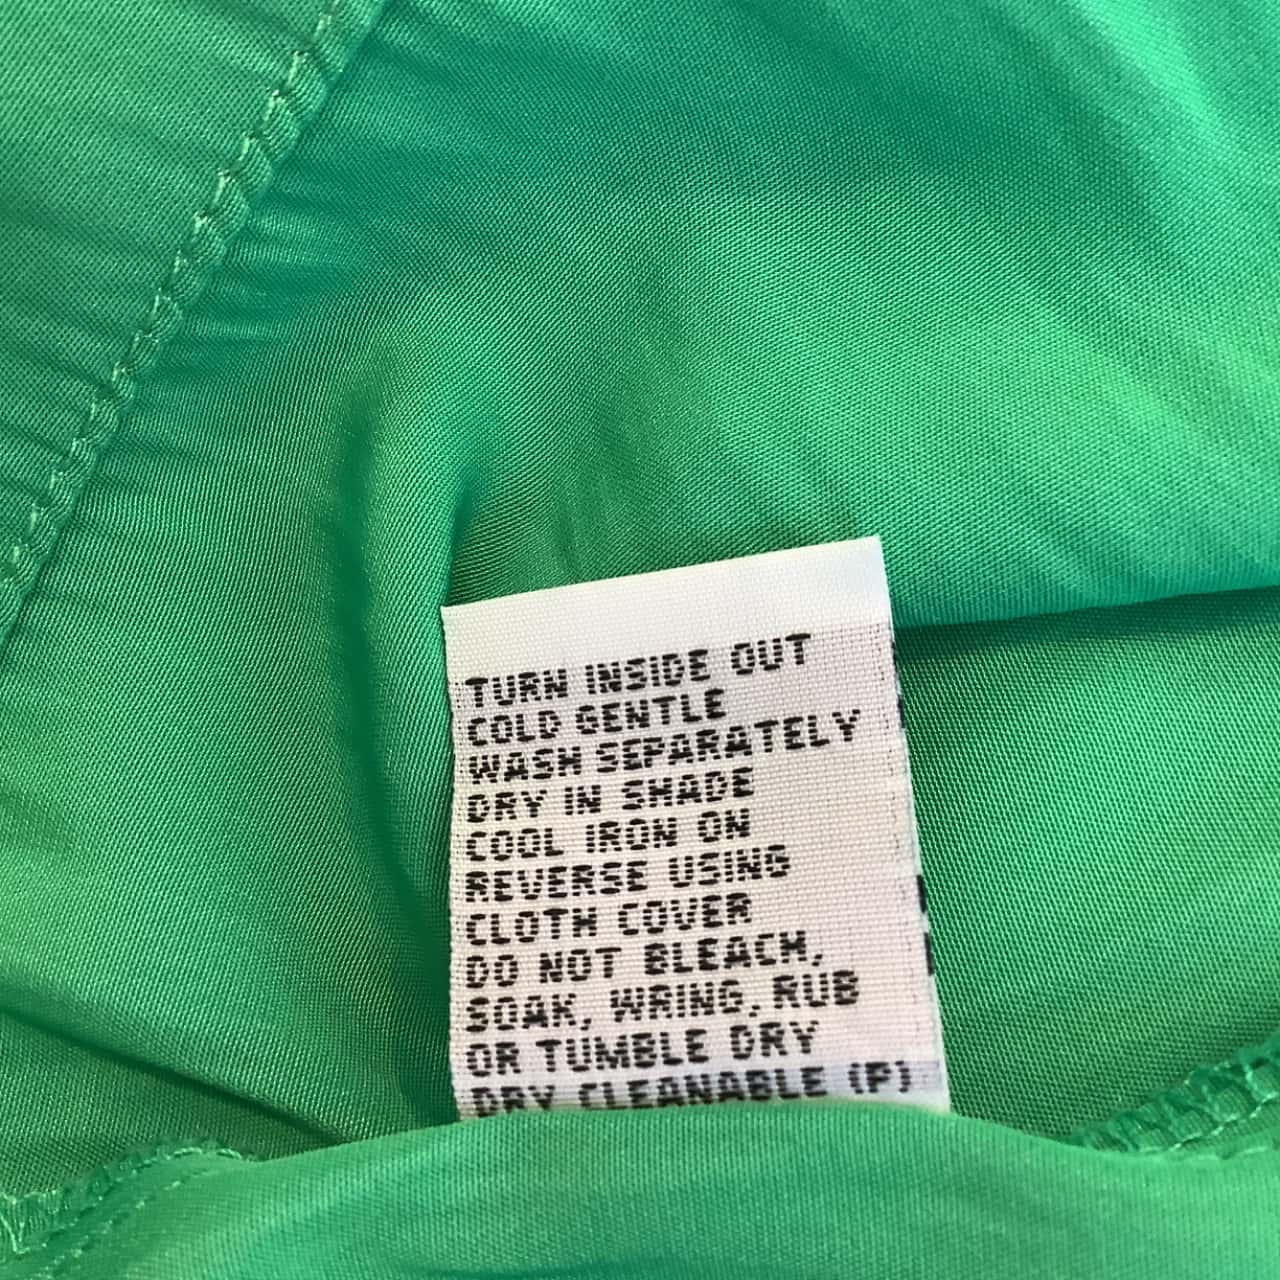 TURN INSIDE OUT
COLD GENTLE
WASH SEPARATELY
DRY IN SHADE
COOL IRON ON
REVERSE USING
CLOTH COVER
DO NOT BLEACH,
SOAK, WRING, RUB
OR TUMBLE DRY
DRY CLEANABLE (P)